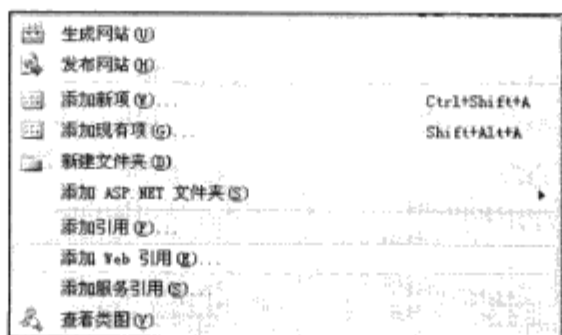 生成网站(U)
发布网站(H)
添加新项(W)... Ctrl+Shift+A
添加现有项(G)... Shift+Alt+A
新建文件夹(D)
添加 ASP.NET 文件夹(S)
添加引用(F)...
添加 Web 引用(E)...
添加服务引用(S)...
查看类图(V)